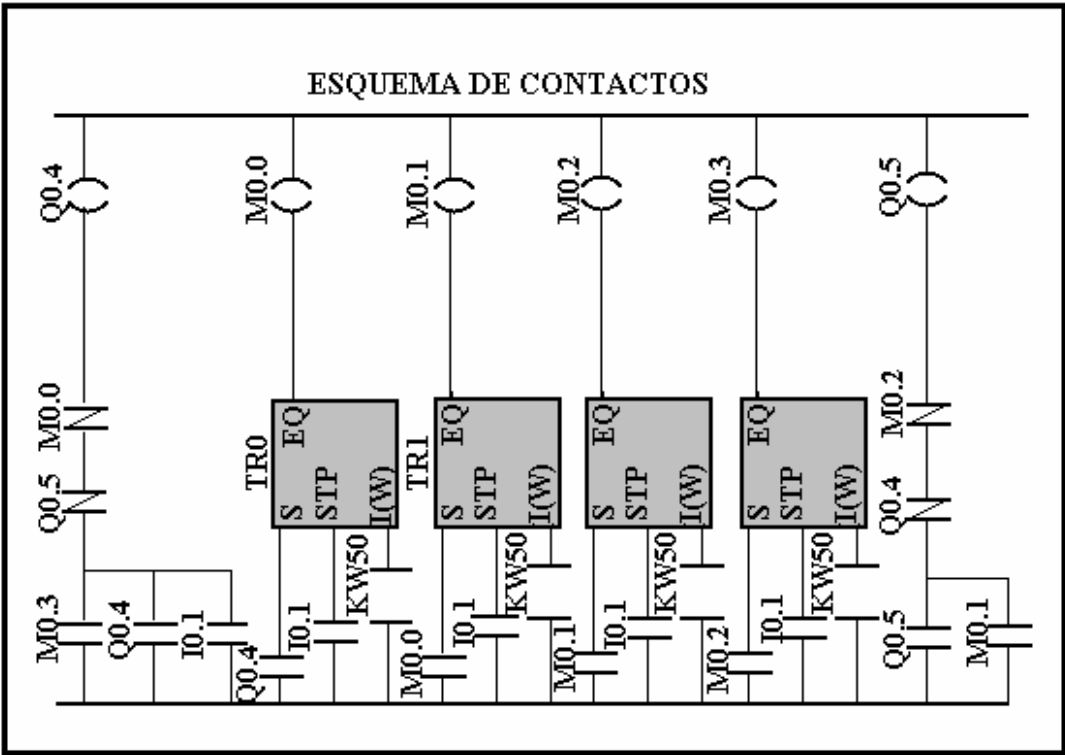 ESQUEMA DE CONTACTOS
Q0.4
M0.0
M0.1
M0.2
M0.3
Q0.5
M0.0
Q0.5
M0.3
Q0.4
I0.1
TR0
EQ
S
STP
I(W)
Q0.4
I0.1
KW50
TR1
EQ
S
STP
I(W)
M0.0
I0.1
KW50
EQ
S
STP
I(W)
M0.1
I0.1
KW50
EQ
S
STP
I(W)
M0.2
I0.1
KW50
M0.2
Q0.4
Q0.5
M0.1